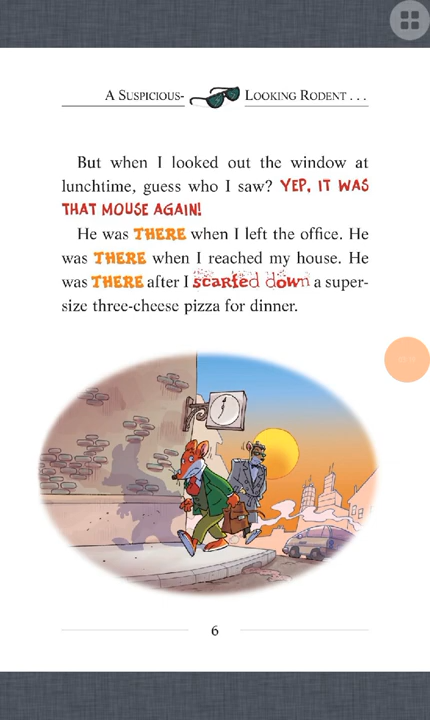 A SUSPICIOUS- LOOKING RODENT . . .
But when I looked out the window at
lunchtime, guess who I saw? YEP, IT WAS
THAT MOUSE AGAIN!
He was THERE when I left the office. He
was THERE when I reached my house. He
was THERE after I scarfed down a super-
size three-cheese pizza for dinner.
6